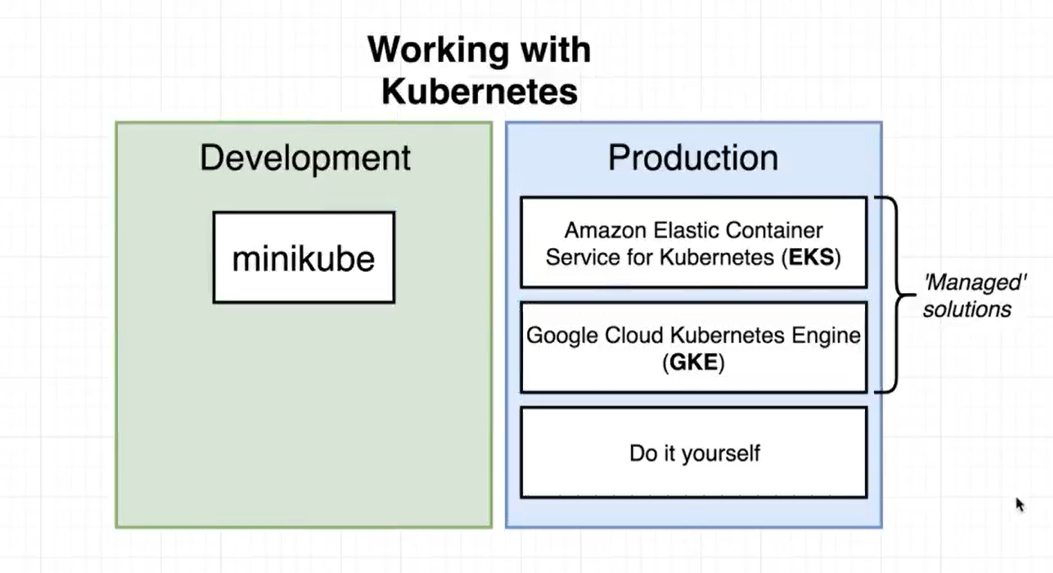 Working with
Kubernetes
Development
minikube
Production
Amazon Elastic Container
Service for Kubernetes (EKS)
Google Cloud Kubernetes Engine
(GKE)
Do it yourself
'Managed'
solutions